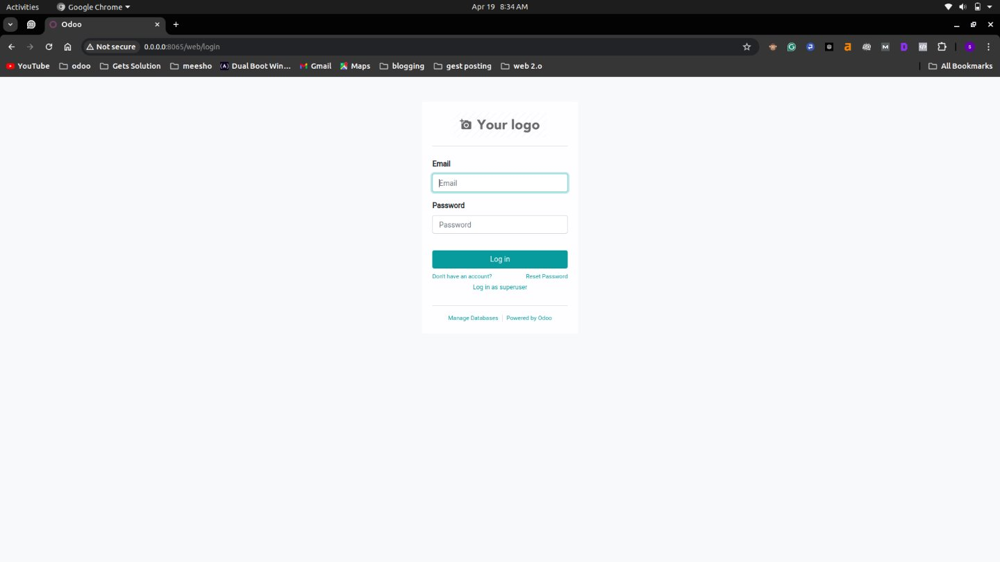 Activities Google Chrome Apr 19 8:34 AM
Odoo
Not secure 0.0.0.0:8065/web/login
YouTube odoo Gets Solution meesho Dual Boot Win... Gmail Maps blogging gest posting web 2.o All Bookmarks
Your logo
Email
Email
Password
Password
Log in
Don't have an account? Reset Password
Log in as superuser
Manage Databases Powered by Odoo